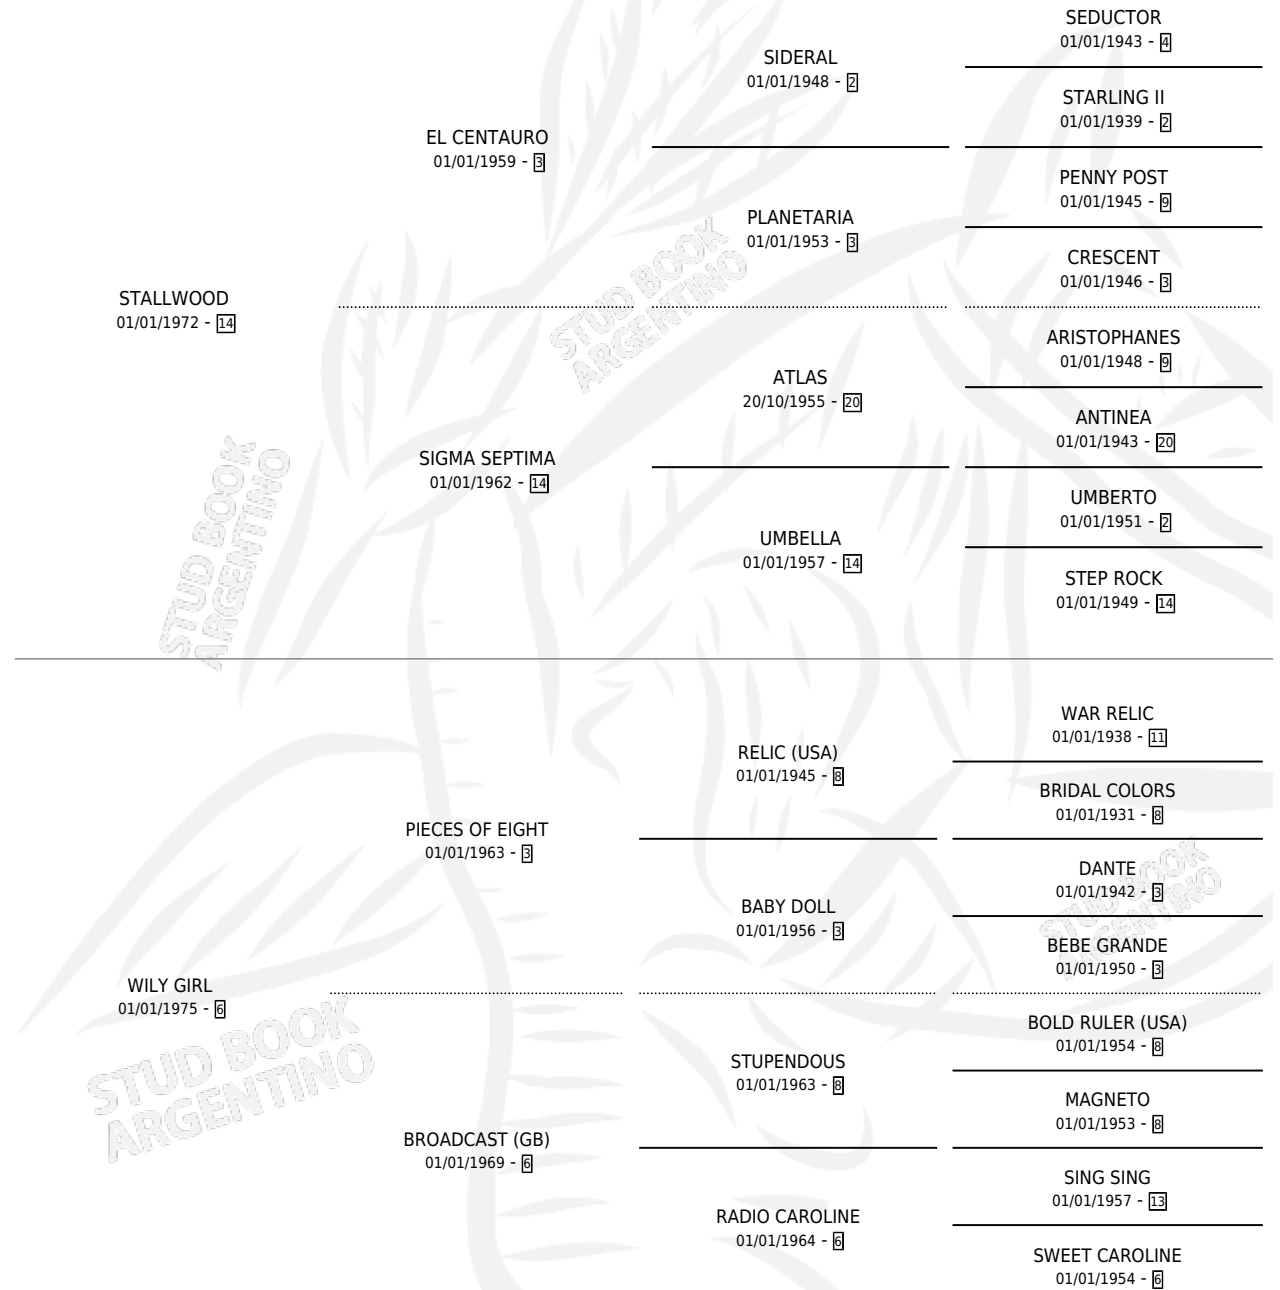 SEDUCTOR
01/01/1943 - 4
SIDERAL
01/01/1948 - 2
STARLING II
01/01/1939 - 2
EL CENTAURO
01/01/1959 - 3
PENNY POST
01/01/1945 - 9
PLANETARIA
01/01/1953 - 3
CRESCENT
01/01/1946 - 3
STALLWOOD
01/01/1972 - 14
STUD BOOK
ARGENTINO
ARISTOPHANES
01/01/1948 - 9
ATLAS
20/10/1955 - 20
ANTINEA
01/01/1943 - 20
SIGMA SEPTIMA
01/01/1962 - 14
UMBERTO
01/01/1951 - 2
UMBELLA
01/01/1957 - 14
STEP ROCK
01/01/1949 - 14
STUD BOOK
ARGENTINO
WAR RELIC
01/01/1938 - 11
RELIC (USA)
01/01/1945 - 8
BRIDAL COLORS
01/01/1931 - 8
PIECES OF EIGHT
01/01/1963 - 3
DANTE
01/01/1942 - 3
BABY DOLL
01/01/1956 - 3
BEBE GRANDE
01/01/1950 - 3
STUD BOOK
ARGENTINO
WILY GIRL
01/01/1975 - 6
BOLD RULER (USA)
01/01/1954 - 8
STUPENDOUS
01/01/1963 - 8
MAGNETO
01/01/1953 - 8
STUD BOOK
ARGENTINO
BROADCAST (GB)
01/01/1969 - 6
SING SING
01/01/1957 - 13
RADIO CAROLINE
01/01/1964 - 6
SWEET CAROLINE
01/01/1954 - 6